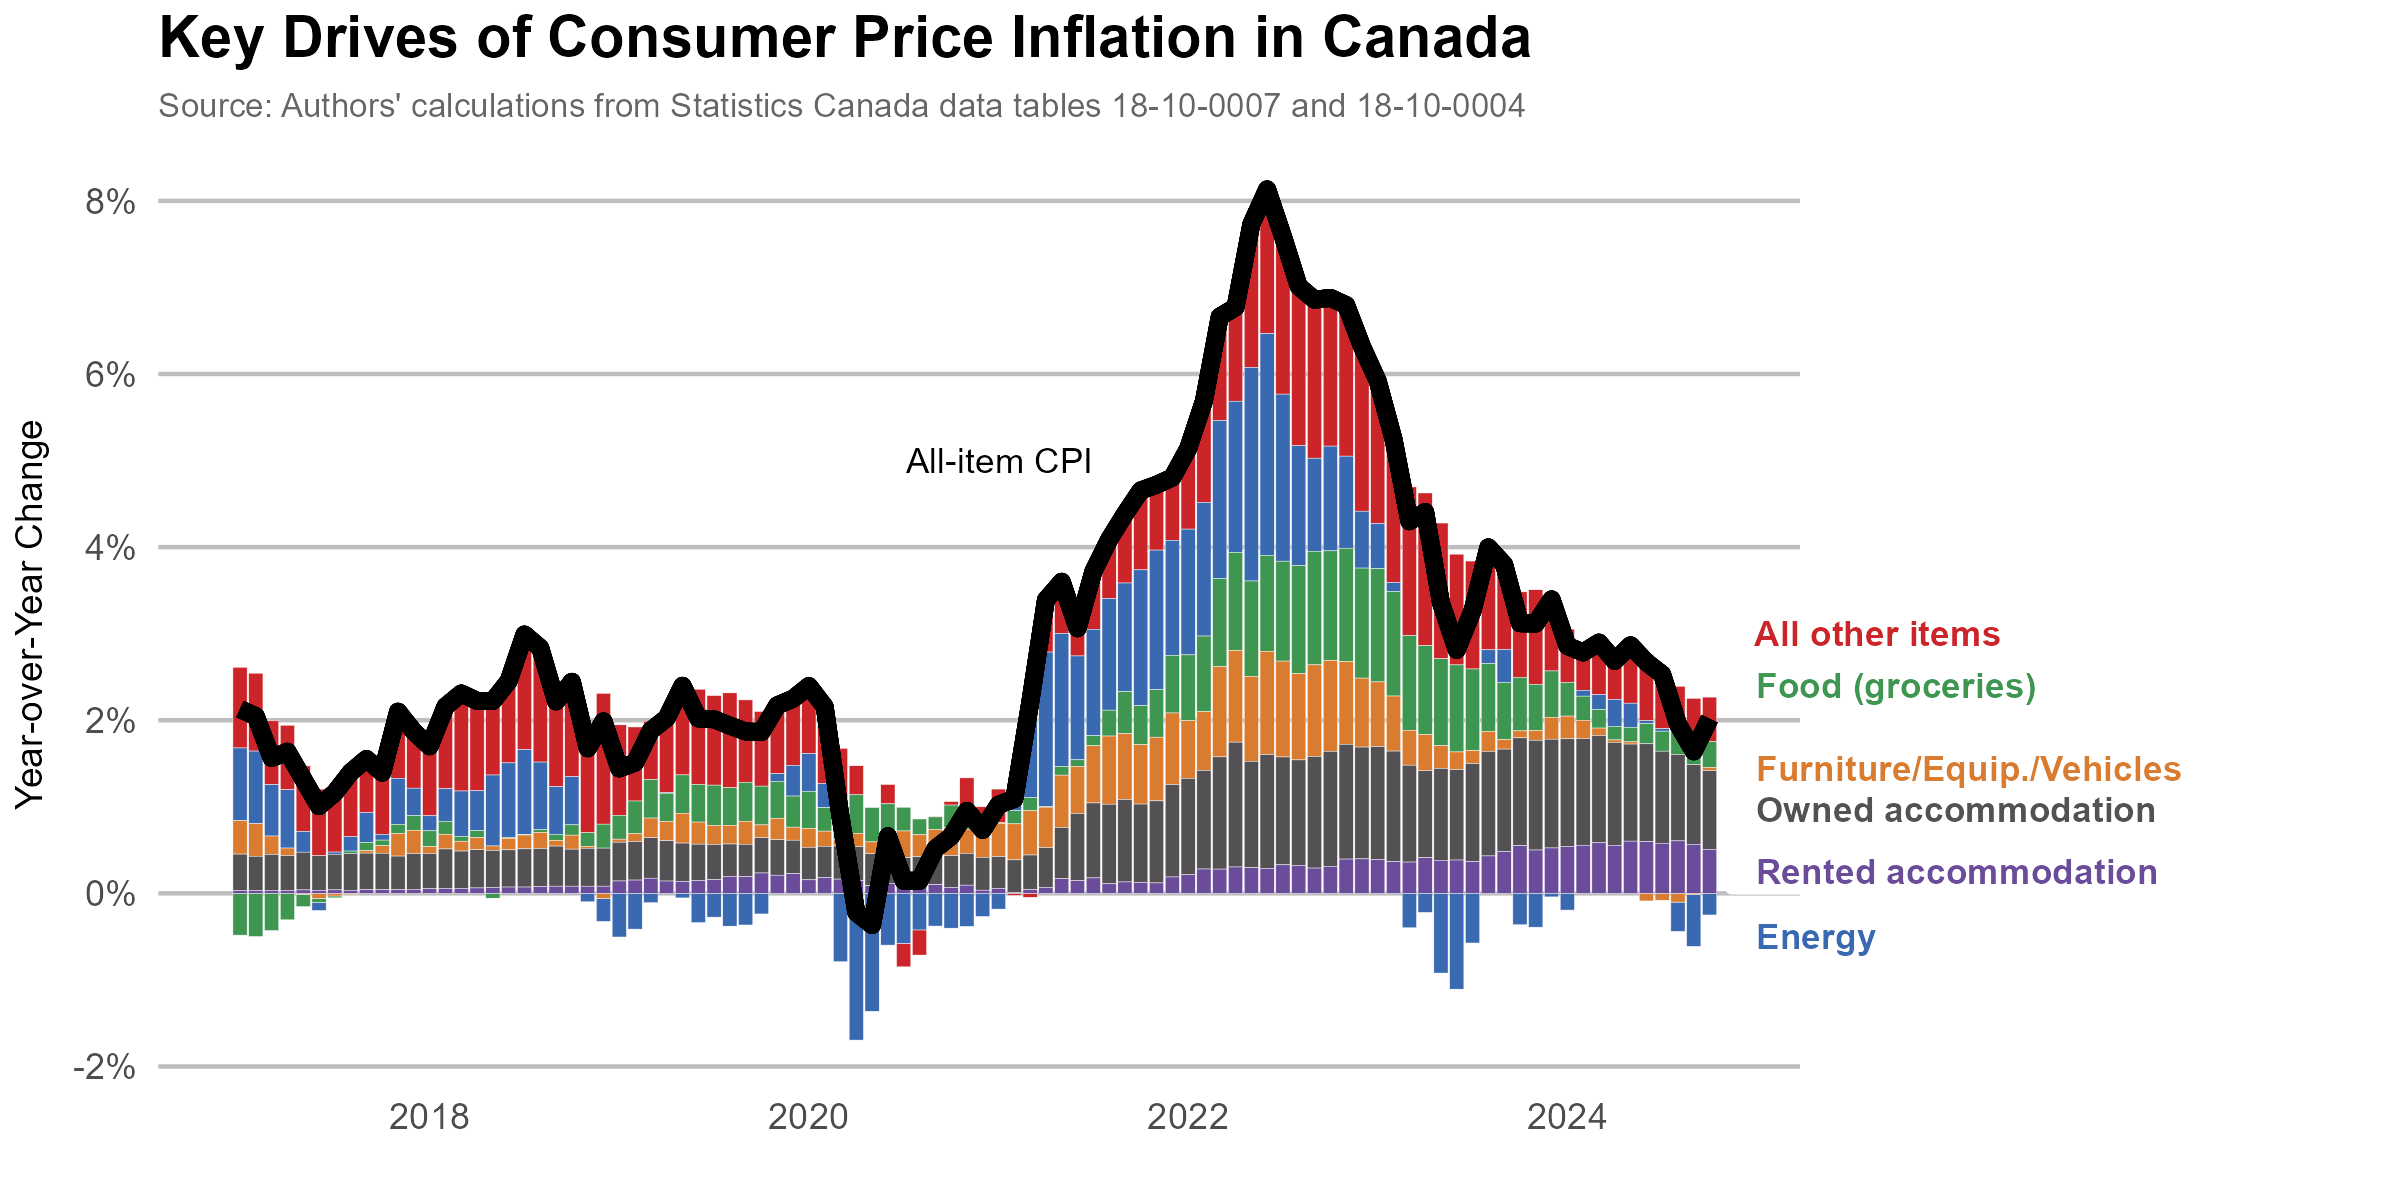 Key Drives of Consumer Price Inflation in Canada
Source: Authors' calculations from Statistics Canada data tables 18-10-0007 and 18-10-0004
Year-over-Year Change
8%
6%
4%
2%
0%
-2%
All-item CPI
All other items
Food (groceries)
Furniture/Equip./Vehicles
Owned accommodation
Rented accommodation
Energy
2018
2020
2022
2024